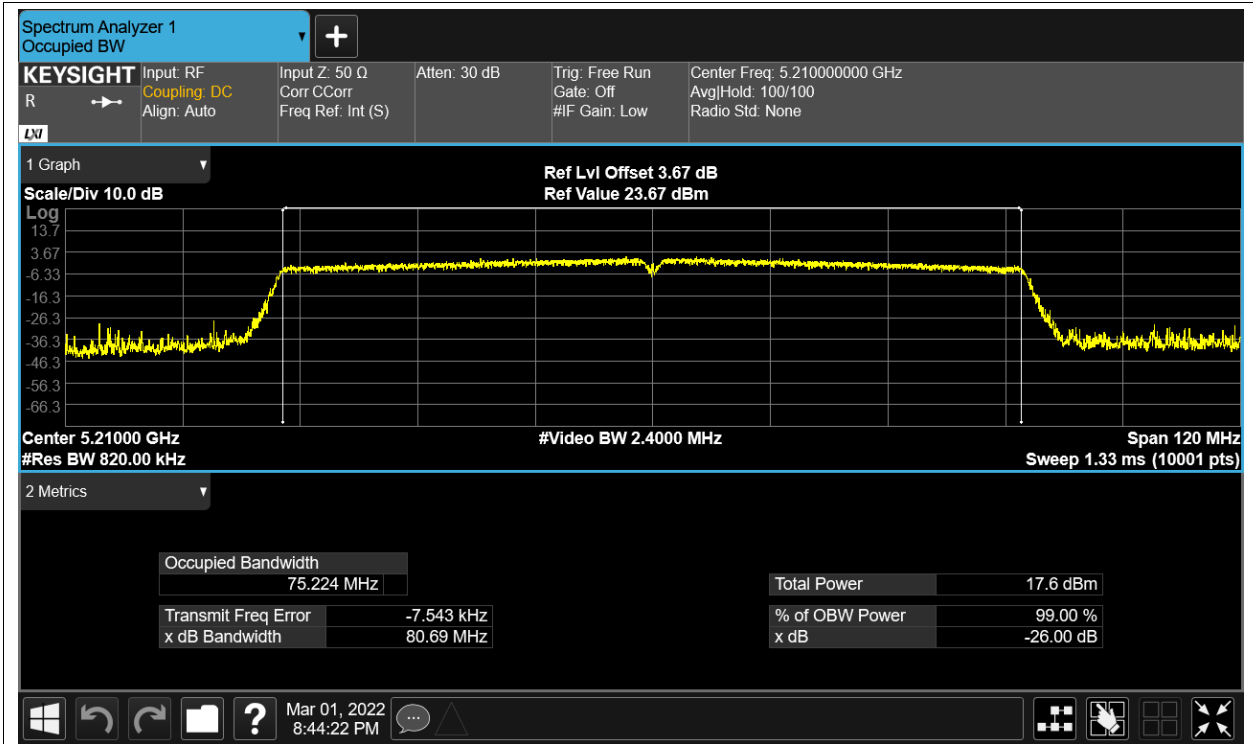 Spectrum Analyzer 1
Occupied BW
KEYSIGHT
R
LXI
Input: RF
Coupling: DC
Align: Auto
Input Z: 50 Ω
Corr CCorr
Freq Ref: Int (S)
Atten: 30 dB
Trig: Free Run
Gate: Off
#IF Gain: Low
Center Freq: 5.210000000 GHz
Avg|Hold: 100/100
Radio Std: None
1 Graph
Scale/Div 10.0 dB
Ref Lvl Offset 3.67 dB
Ref Value 23.67 dBm
Log
13.7
3.67
-6.33
-16.3
-26.3
-36.3
-46.3
-56.3
-66.3
Center 5.21000 GHz
#Video BW 2.4000 MHz
Span 120 MHz
#Res BW 820.00 kHz
Sweep 1.33 ms (10001 pts)
2 Metrics
Occupied Bandwidth
75.224 MHz
Transmit Freq Error -7.543 kHz
x dB Bandwidth 80.69 MHz
Total Power 17.6 dBm
% of OBW Power 99.00 %
x dB -26.00 dB
?
Mar 01, 2022
8:44:22 PM